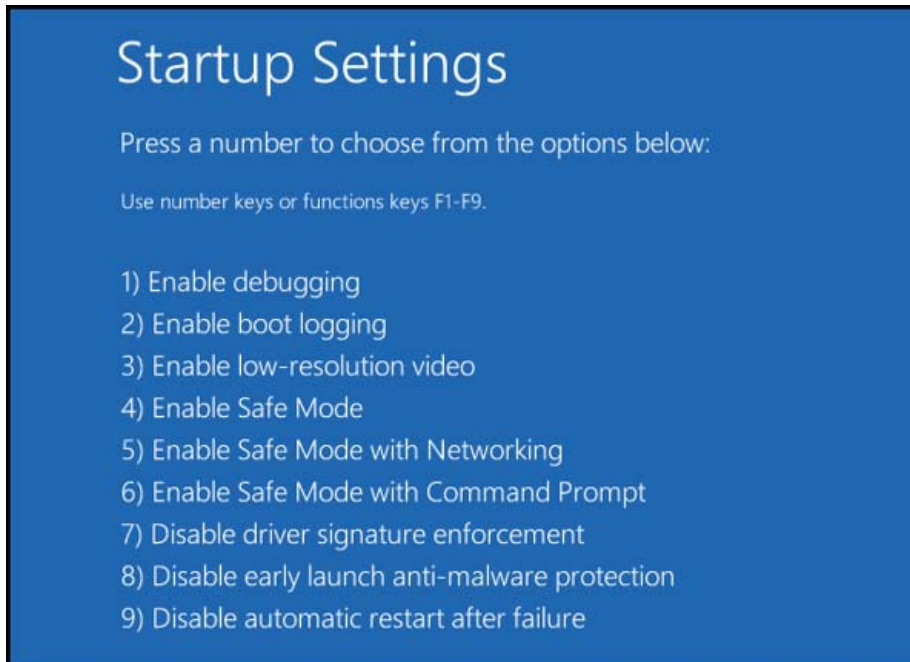 Startup Settings
Press a number to choose from the options below:
Use number keys or functions keys F1-F9.
1) Enable debugging
2) Enable boot logging
3) Enable low-resolution video
4) Enable Safe Mode
5) Enable Safe Mode with Networking
6) Enable Safe Mode with Command Prompt
7) Disable driver signature enforcement
8) Disable early launch anti-malware protection
9) Disable automatic restart after failure